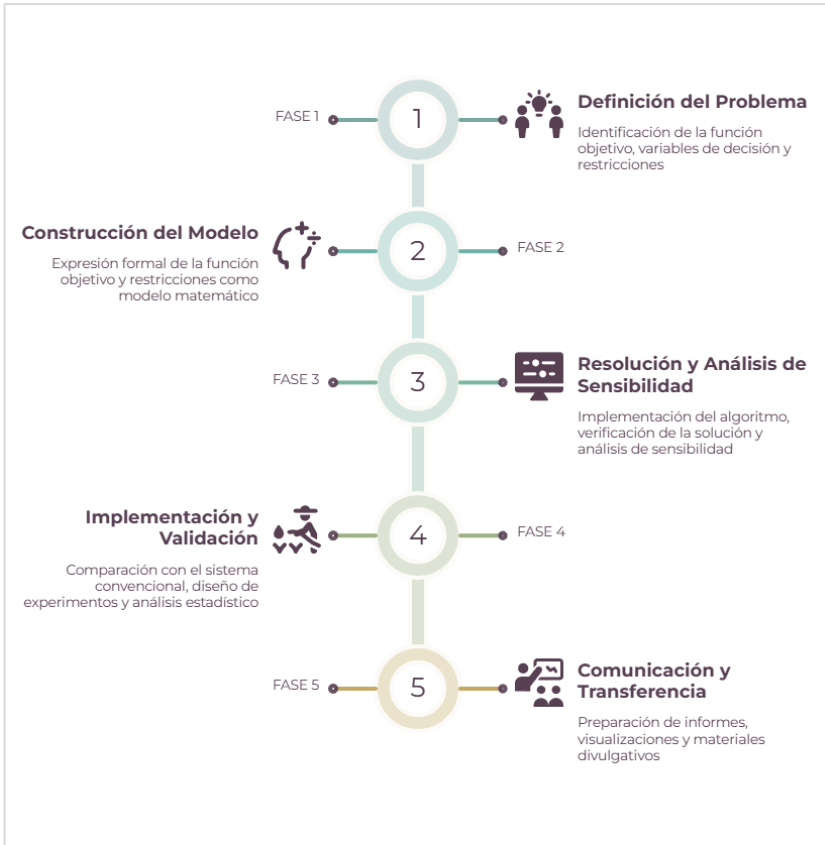 FASE 1
1
Definición del Problema
Identificación de la función
objetivo, variables de decisión y
restricciones
Construcción del Modelo
Expresión formal de la función
objetivo y restricciones como
modelo matemático
2
FASE 2
FASE 3
3
Resolución y Análisis de
Sensibilidad
Implementación del algoritmo,
verificación de la solución y
análisis de sensibilidad
Implementación y
Validación
Comparación con el sistema
convencional, diseño de
experimentos y análisis estadístico
4
FASE 4
FASE 5
5
Comunicación y
Transferencia
Preparación de informes,
visualizaciones y materiales
divulgativos